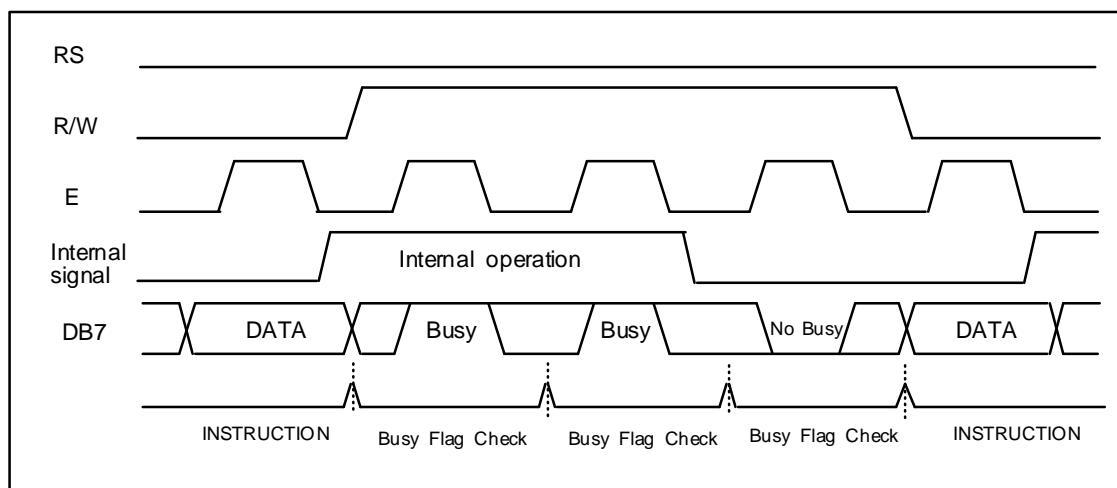 RS
R/W
E
Internal signal
Internal operation
DB7
DATA
Busy
Busy
No Busy
DATA
INSTRUCTION
Busy Flag Check
Busy Flag Check
Busy Flag Check
INSTRUCTION